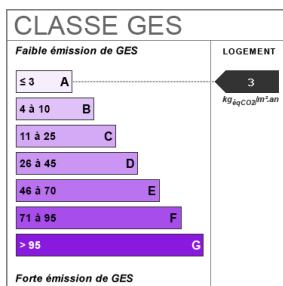 CLASSE GES
Faible émission de GES
LOGEMENT
≤ 3 A
3
kgéqCO2/m².an
4 à 10 B
11 à 25 C
26 à 45 D
46 à 70 E
71 à 95 F
> 95 G
Forte émission de GES